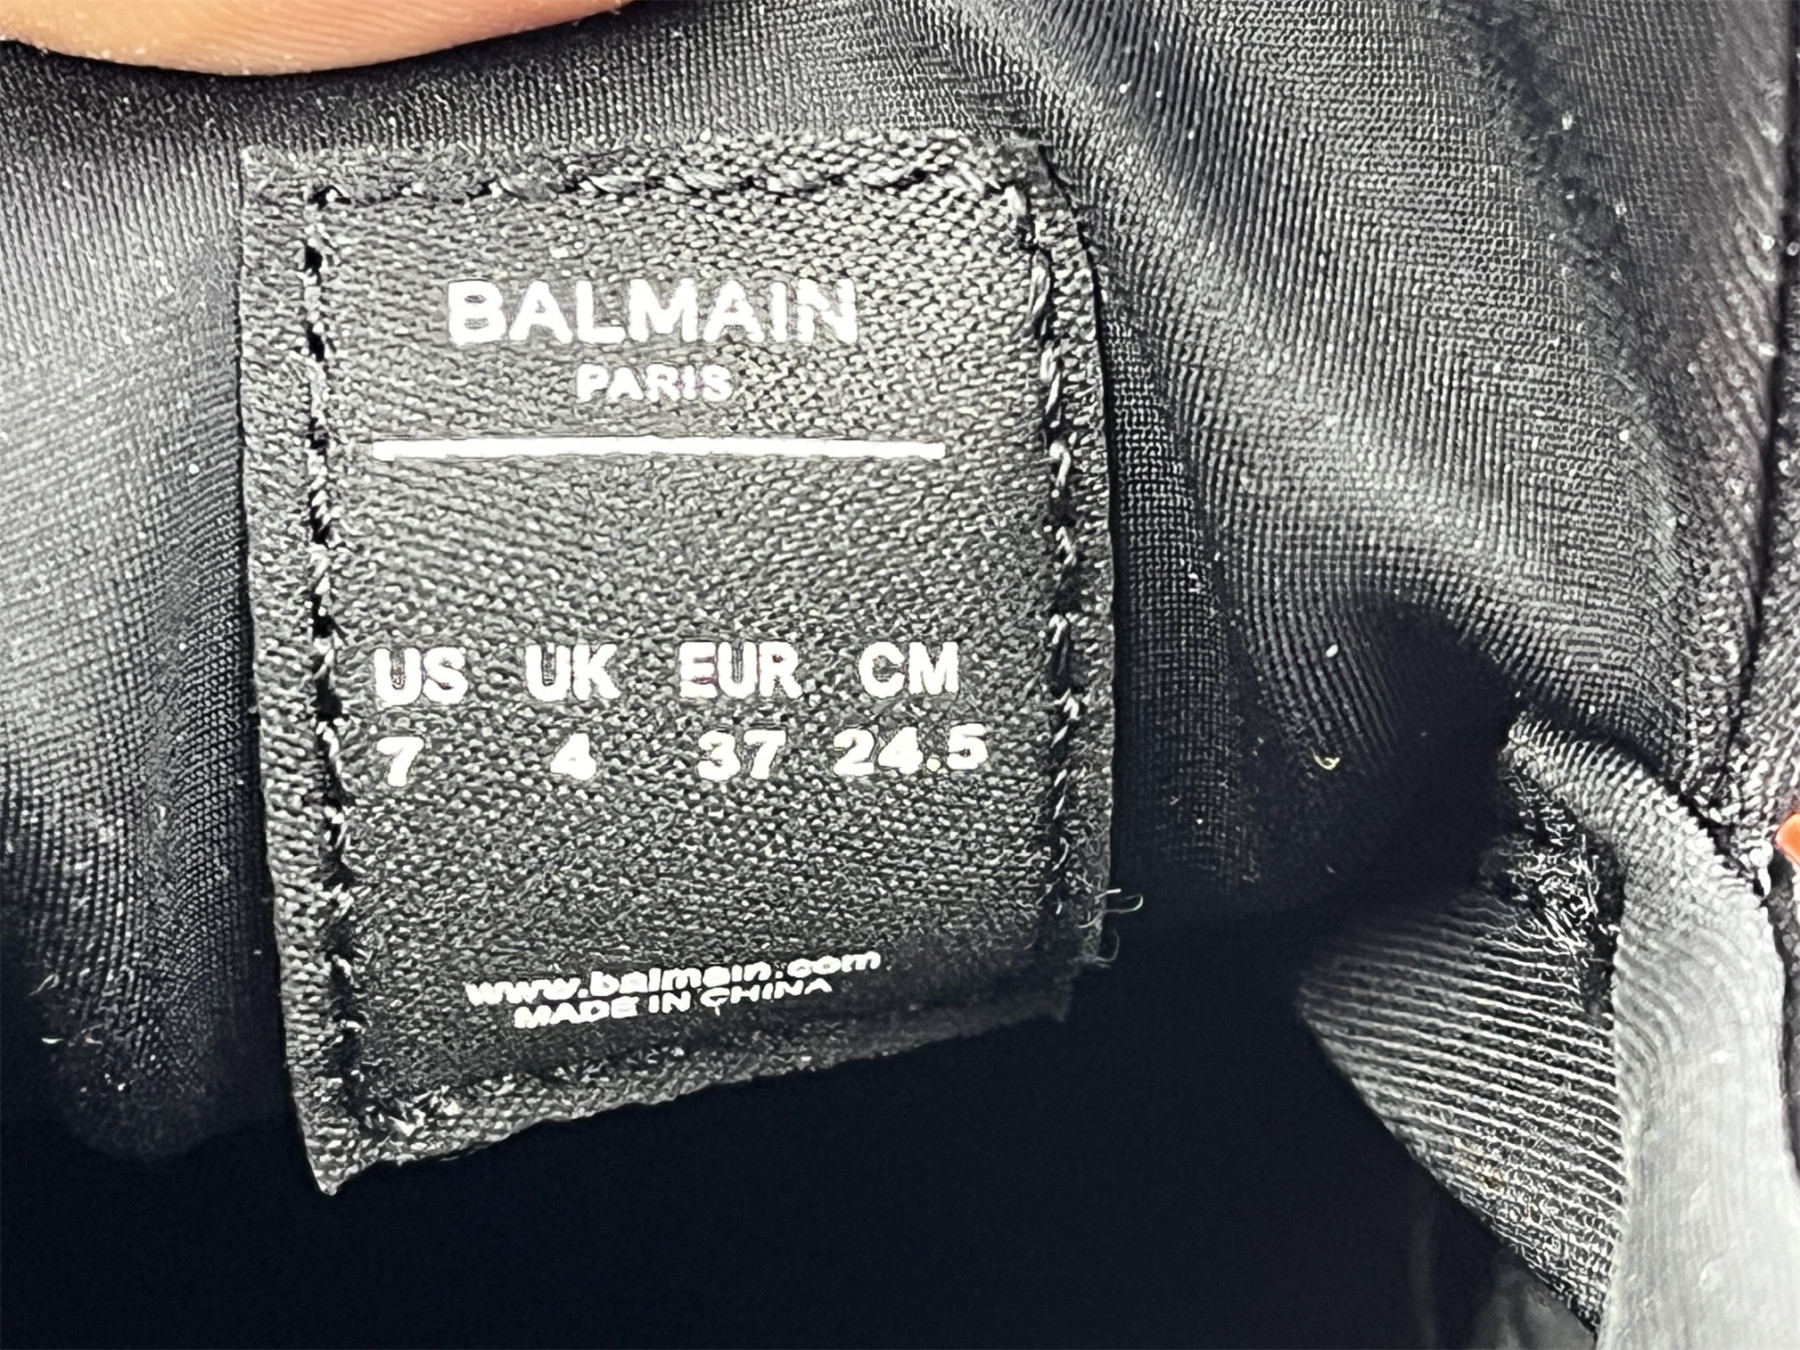 BALMAIN
PARIS
US UK EUR CM
7 4 37 24.5
www.balmain.com
MADE IN CHINA